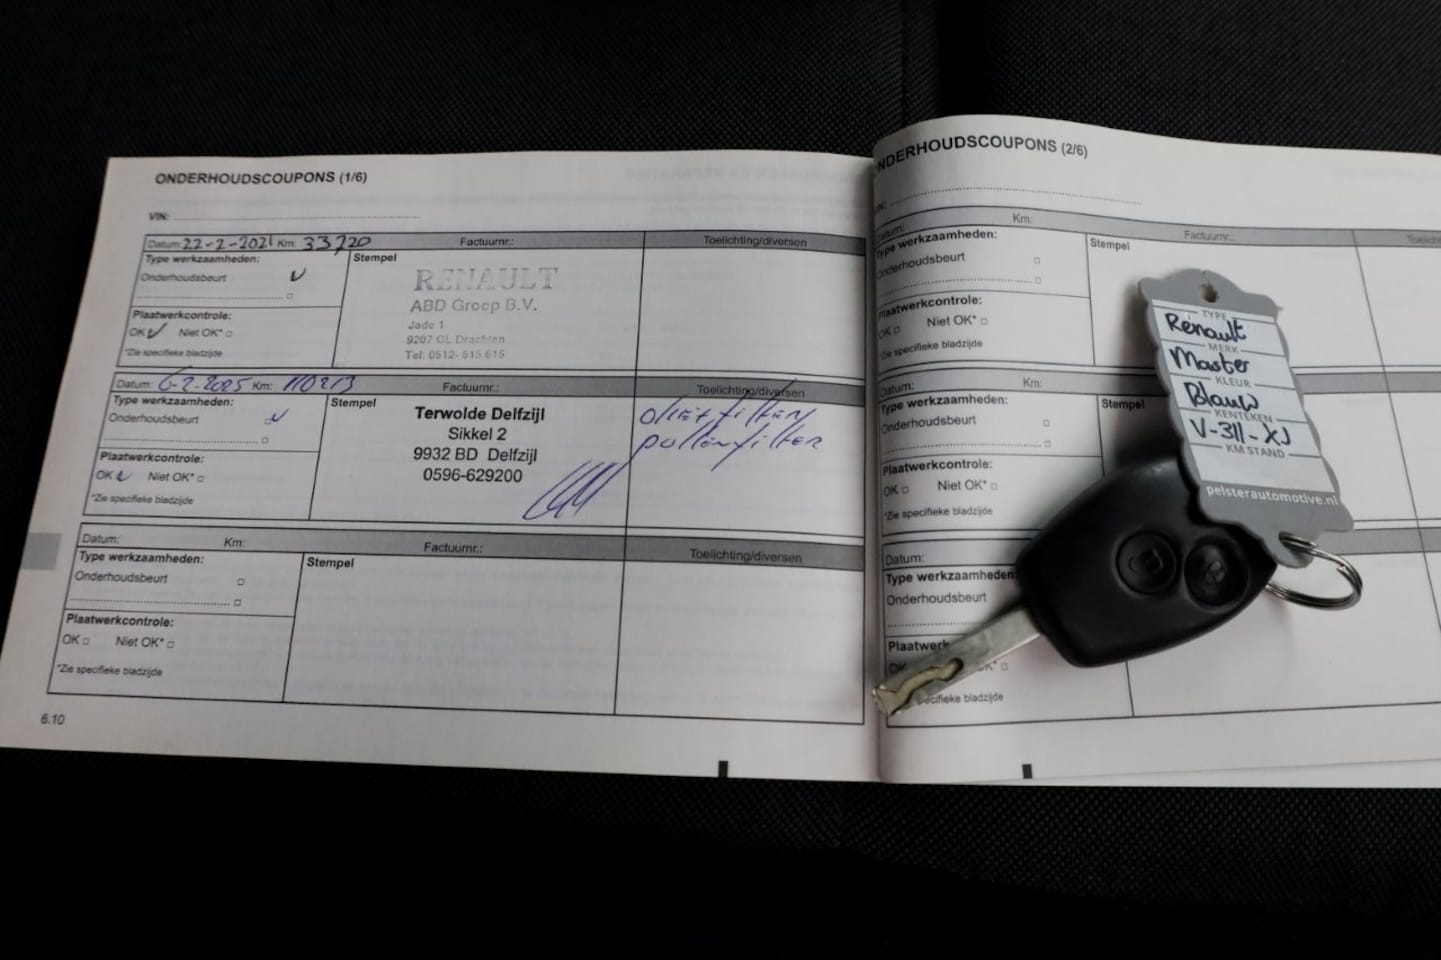 ONDERHOUDSCOUPONS (1/6)
VIN:
Datum: 22-2-2021 Km: 33720 Factuurnr.: Toelichting/diversen
Type werkzaamheden:
Onderhoudsbeurt
Plaatwerkcontrole:
OK Niet OK*
*Zie specifieke bladzijde
Stempel
RENAULT
ABD Groep B.V.
Jade 1
9207 GL Drachten
Tel: 0512- 515 615
Datum: 6-2-2025 Km: 110213 Factuurnr.: Toelichting/diversen
Type werkzaamheden:
Onderhoudsbeurt
Plaatwerkcontrole:
OK Niet OK*
*Zie specifieke bladzijde
Stempel
Terwolde Delfzijl
Sikkel 2
9932 BD Delfzijl
0596-629200
olie+filter
pollenfilter
Datum: Km: Factuurnr.: Toelichting/diversen
Type werkzaamheden:
Onderhoudsbeurt
Plaatwerkcontrole:
OK Niet OK*
*Zie specifieke bladzijde
Stempel
6.10
ONDERHOUDSCOUPONS (2/6)
Datum: Km: Factuurnr.:
Type werkzaamheden:
Onderhoudsbeurt
Plaatwerkcontrole:
OK Niet OK*
*Zie specifieke bladzijde
Stempel
Datum: Km:
Type werkzaamheden:
Onderhoudsbeurt
Plaatwerkcontrole:
OK Niet OK*
*Zie specifieke bladzijde
Stempel
Datum:
Type werkzaamheden:
Onderhoudsbeurt
OK
TYPE
Renault
MERK
Master
KLEUR
Blauw
KENTEKEN
V-311-XJ
KM STAND
pelsterautomotive.nl